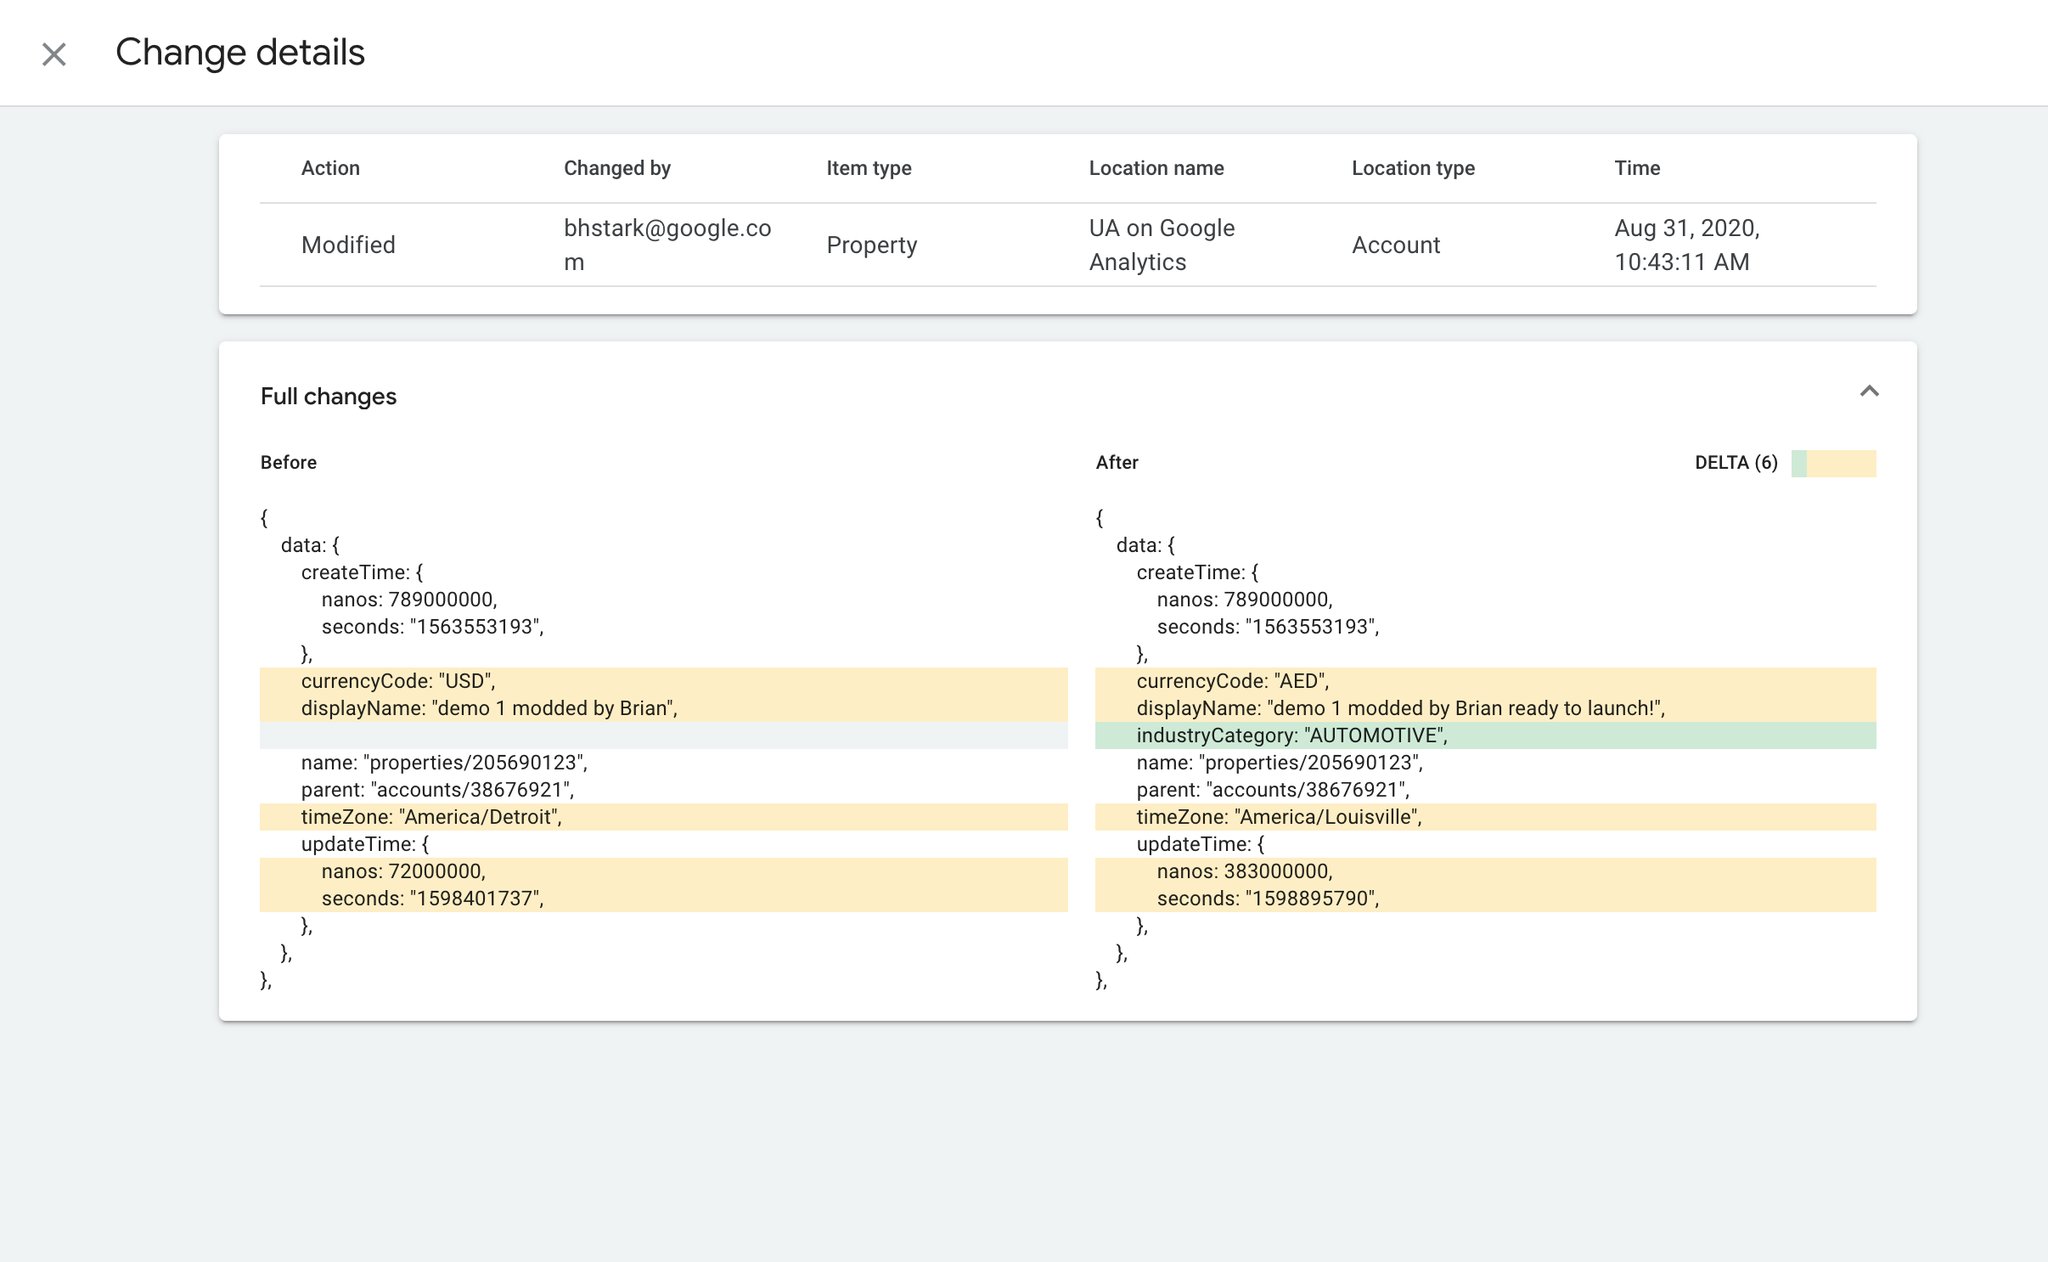 Change details
Action Changed by Item type Location name Location type Time
Modified bhstark@google.co
m Property UA on Google
Analytics Account Aug 31, 2020,
10:43:11 AM
Full changes
Before
{
data: {
createTime: {
nanos: 789000000,
seconds: "1563553193",
},
currencyCode: "USD",
displayName: "demo 1 modded by Brian",
name: "properties/205690123",
parent: "accounts/38676921",
timeZone: "America/Detroit",
updateTime: {
nanos: 72000000,
seconds: "1598401737",
},
},
},
After DELTA (6)
{
data: {
createTime: {
nanos: 789000000,
seconds: "1563553193",
},
currencyCode: "AED",
displayName: "demo 1 modded by Brian ready to launch!",
industryCategory: "AUTOMOTIVE",
name: "properties/205690123",
parent: "accounts/38676921",
timeZone: "America/Louisville",
updateTime: {
nanos: 383000000,
seconds: "1598895790",
},
},
},